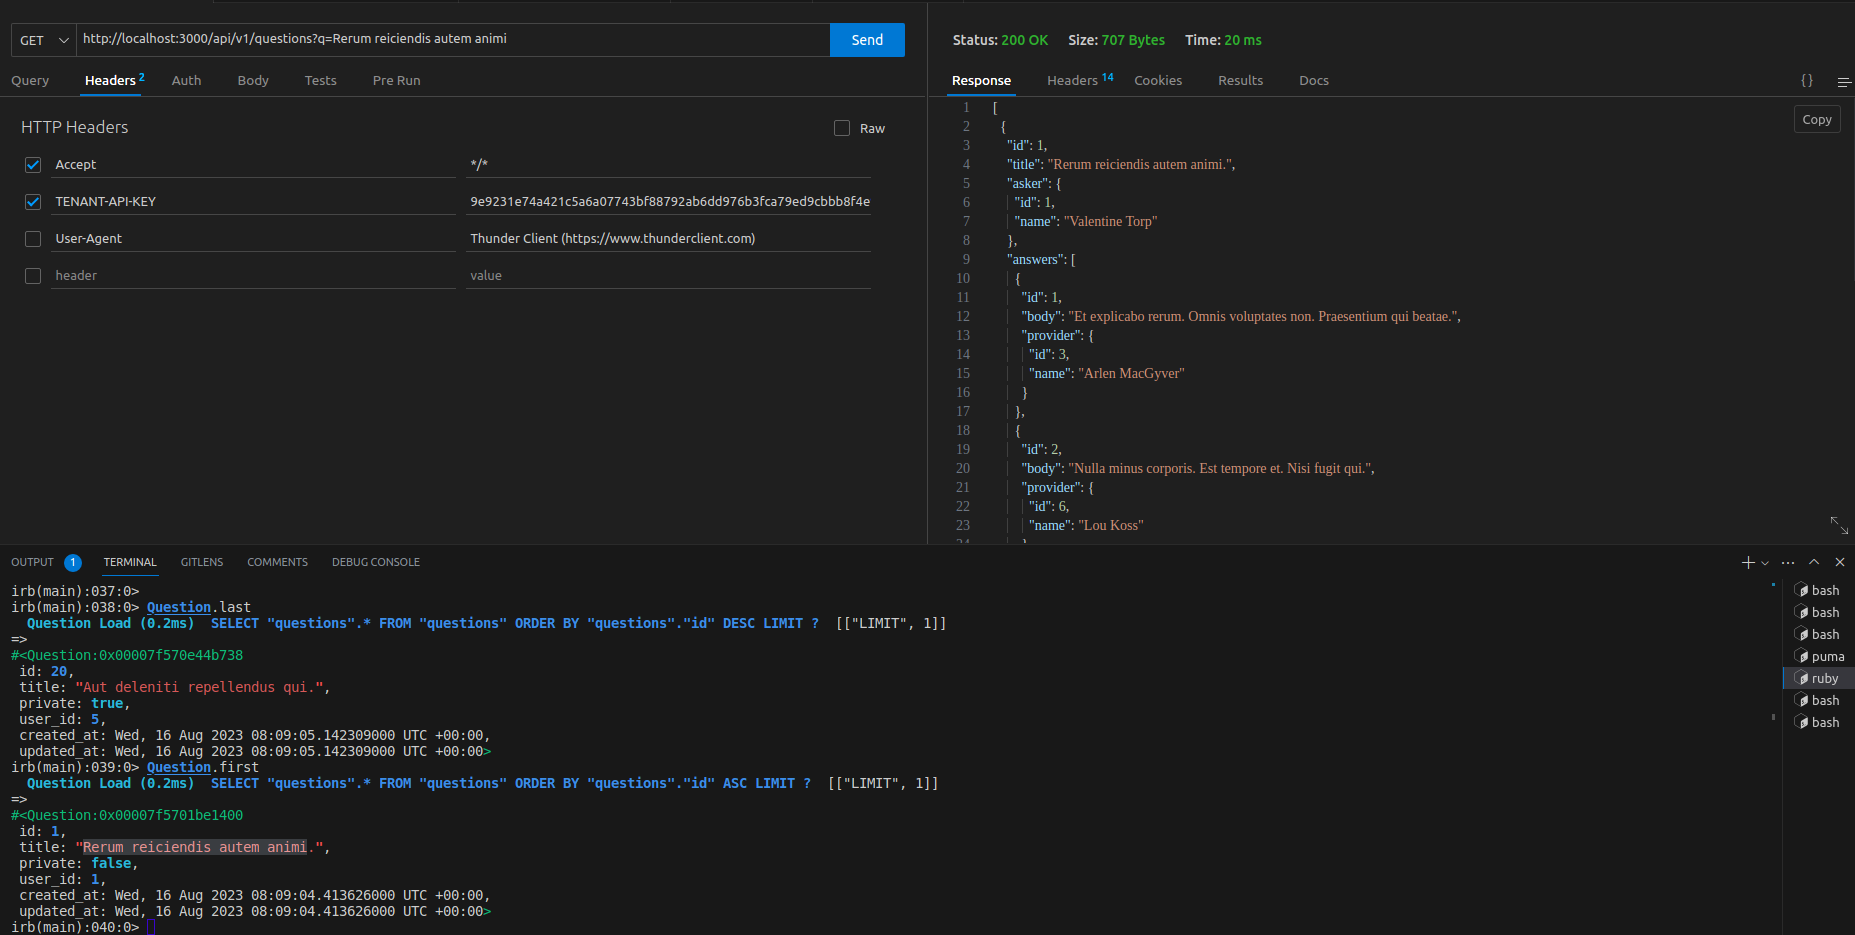 GET http://localhost:3000/api/v1/questions?q=Rerum reiciendis autem animi Send
Query Headers 2 Auth Body Tests Pre Run
HTTP Headers Raw
Accept */*
TENANT-API-KEY 9e9231e74a421c5a6a07743bf88792ab6dd976b3fca79ed9cbbb8f4e
User-Agent Thunder Client (https://www.thunderclient.com)
header value
Status: 200 OK Size: 707 Bytes Time: 20 ms
Response Headers 14 Cookies Results Docs {}
Copy
1 [
2 {
3 "id": 1,
4 "title": "Rerum reiciendis autem animi.",
5 "asker": {
6 "id": 1,
7 "name": "Valentine Torp"
8 },
9 "answers": [
10 {
11 "id": 1,
12 "body": "Et explicabo rerum. Omnis voluptates non. Praesentium qui beatae.",
13 "provider": {
14 "id": 3,
15 "name": "Arlen MacGyver"
16 }
17 },
18 {
19 "id": 2,
20 "body": "Nulla minus corporis. Est tempore et. Nisi fugit qui.",
21 "provider": {
22 "id": 6,
23 "name": "Lou Koss"
24 }
OUTPUT 1 TERMINAL GITLENS COMMENTS DEBUG CONSOLE
irb(main):037:0>
irb(main):038:0> Question.last
Question Load (0.2ms) SELECT "questions".* FROM "questions" ORDER BY "questions"."id" DESC LIMIT ? [["LIMIT", 1]]
=>
#<Question:0x00007f570e44b738
id: 20,
title: "Aut deleniti repellendus qui.",
private: true,
user_id: 5,
created_at: Wed, 16 Aug 2023 08:09:05.142309000 UTC +00:00,
updated_at: Wed, 16 Aug 2023 08:09:05.142309000 UTC +00:00>
irb(main):039:0> Question.first
Question Load (0.2ms) SELECT "questions".* FROM "questions" ORDER BY "questions"."id" ASC LIMIT ? [["LIMIT", 1]]
=>
#<Question:0x00007f5701be1400
id: 1,
title: "Rerum reiciendis autem animi.",
private: false,
user_id: 1,
created_at: Wed, 16 Aug 2023 08:09:04.413626000 UTC +00:00,
updated_at: Wed, 16 Aug 2023 08:09:04.413626000 UTC +00:00>
irb(main):040:0>
bash
bash
bash
puma
ruby
bash
bash